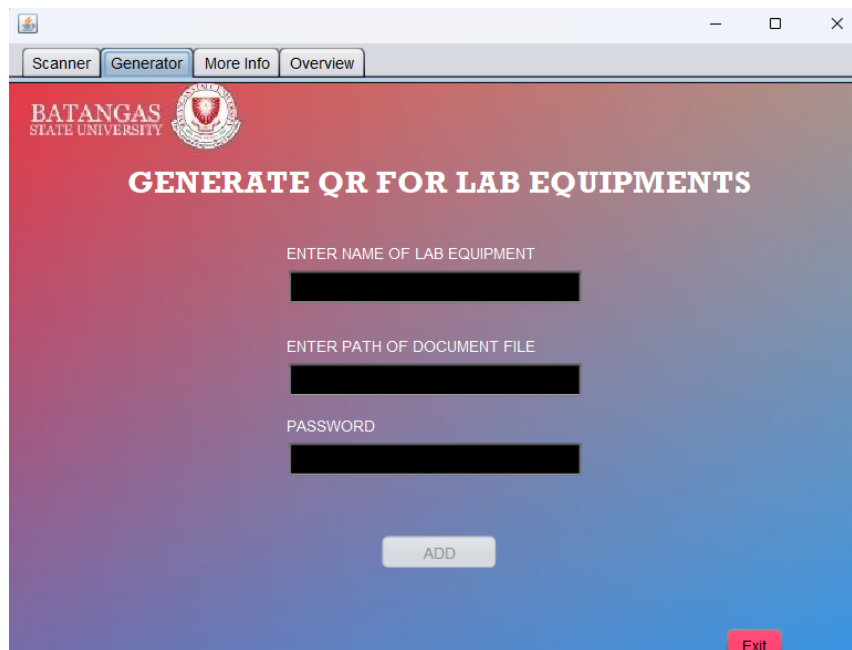 Scanner Generator More Info Overview
BATANGAS
STATE UNIVERSITY
GENERATE QR FOR LAB EQUIPMENTS
ENTER NAME OF LAB EQUIPMENT
ENTER PATH OF DOCUMENT FILE
PASSWORD
ADD
Exit